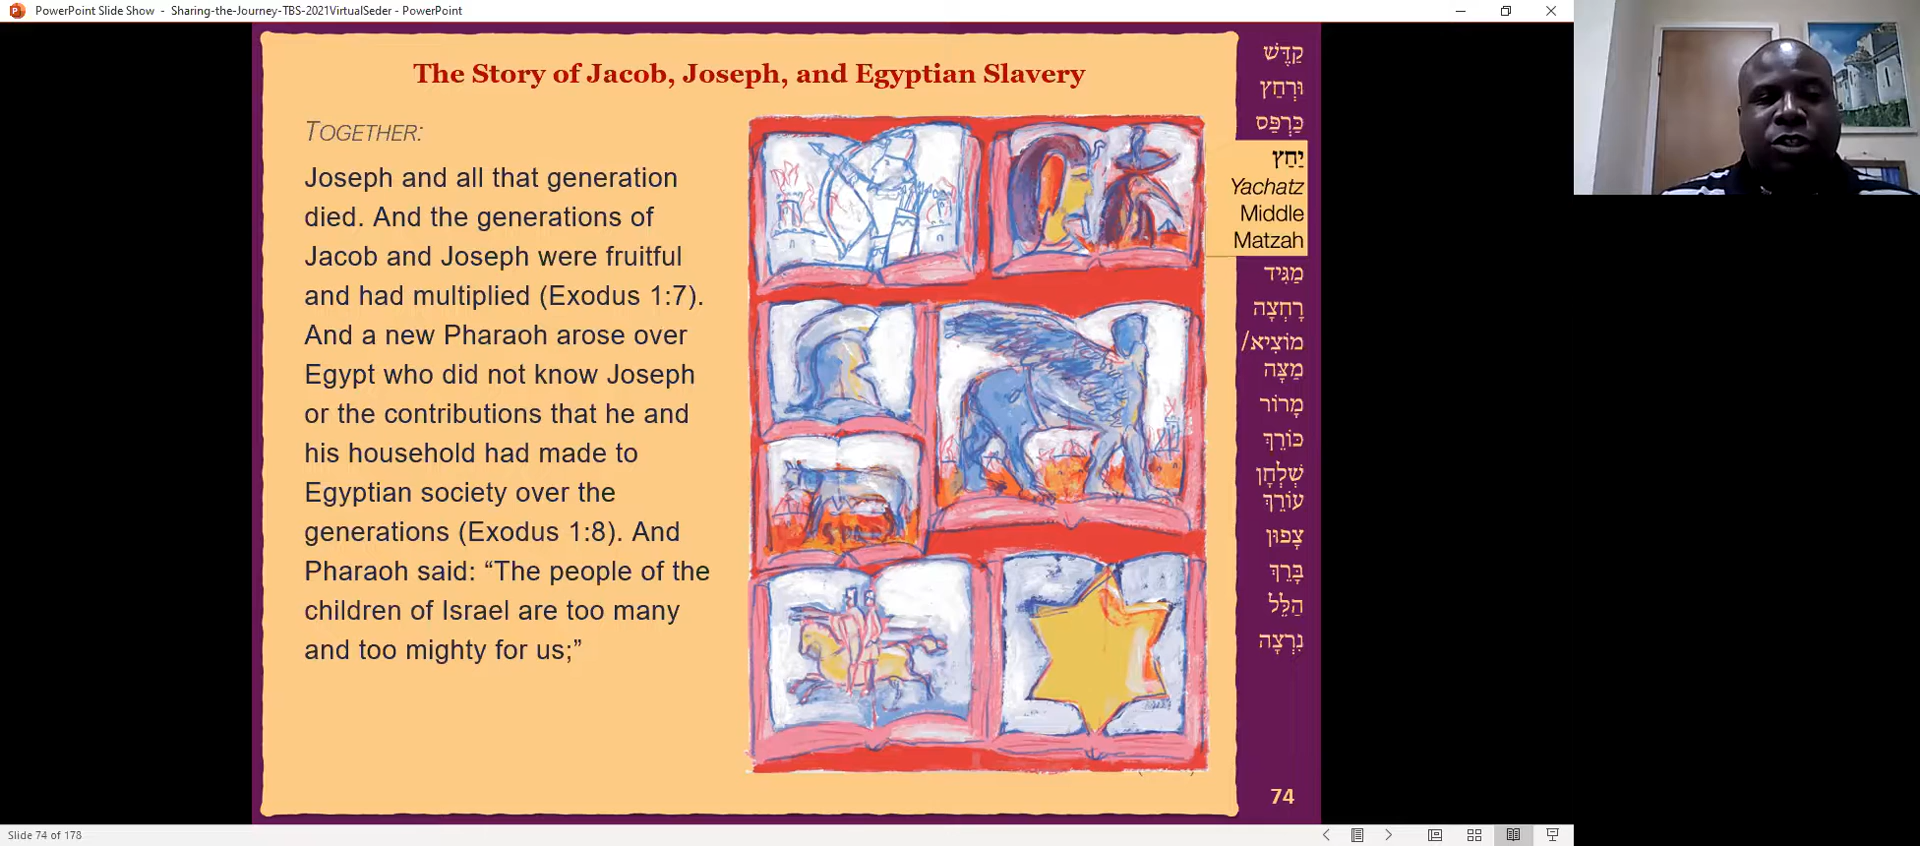 PowerPoint Slide Show - Sharing-the-Journey-TBS-2021VirtualSeder - PowerPoint
The Story of Jacob, Joseph, and Egyptian Slavery
TOGETHER:
Joseph and all that generation
died. And the generations of
Jacob and Joseph were fruitful
and had multiplied (Exodus 1:7).
And a new Pharaoh arose over
Egypt who did not know Joseph
or the contributions that he and
his household had made to
Egyptian society over the
generations (Exodus 1:8). And
Pharaoh said: “The people of the
children of Israel are too many
and too mighty for us;”
קַדֵּשׁ
וּרְחַץ
כַּרְפַּס
יַחַץ
Yachatz
Middle
Matzah
מַגִּיד
רָחְצָה
מוֹצִיא/
מַצָּה
מָרוֹר
כּוֹרֵךְ
שֻׁלְחָן
עוֹרֵךְ
צָפוּן
בָּרֵךְ
הַלֵּל
נִרְצָה
74
Slide 74 of 178